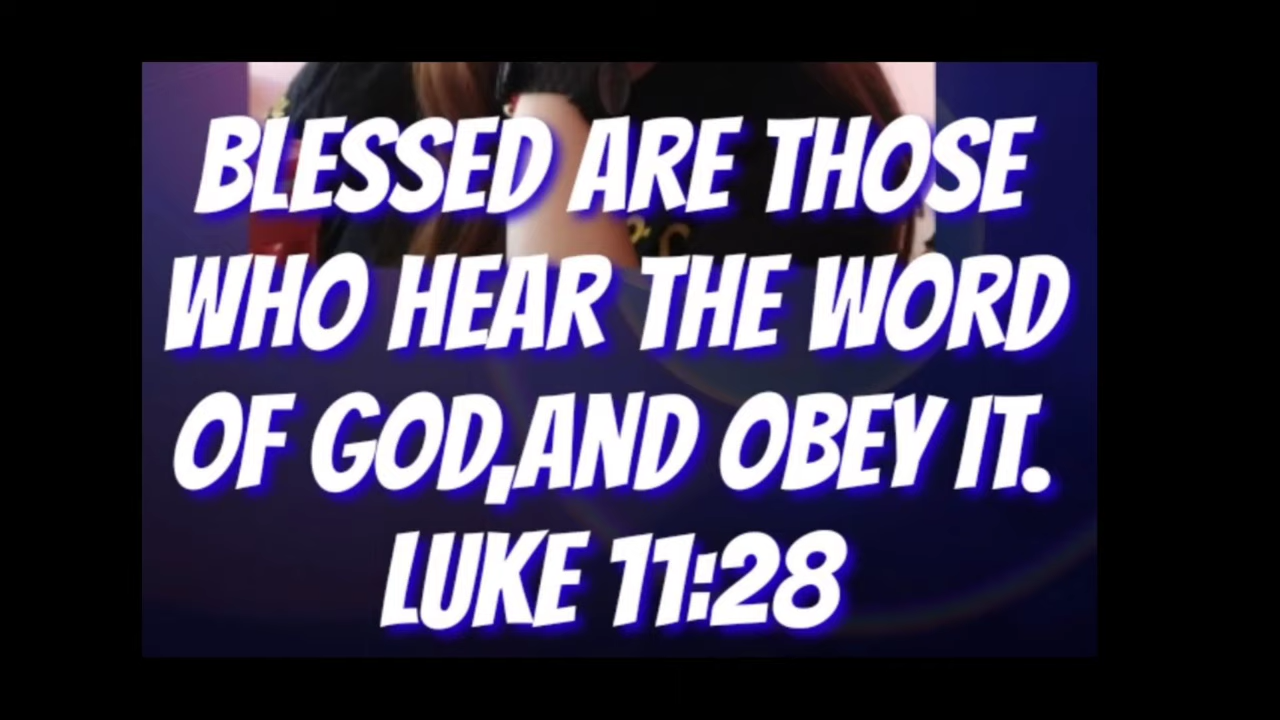 BLESSED ARE THOSE
WHO HEAR THE WORD
OF GOD,AND OBEY IT.
LUKE 11:28